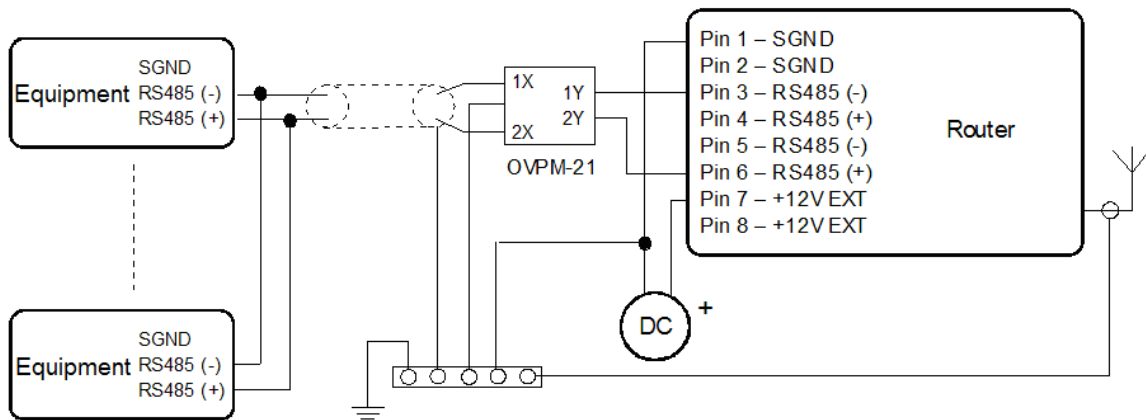 Equipment
SGND
RS485 (-)
RS485 (+)
1X
2X
1Y
2Y
OVPM-21
Pin 1 – SGND
Pin 2 – SGND
Pin 3 – RS485 (-)
Pin 4 – RS485 (+)
Pin 5 – RS485 (-)
Pin 6 – RS485 (+)
Pin 7 – +12V EXT
Pin 8 – +12V EXT
Router
DC
+
Equipment
SGND
RS485 (-)
RS485 (+)